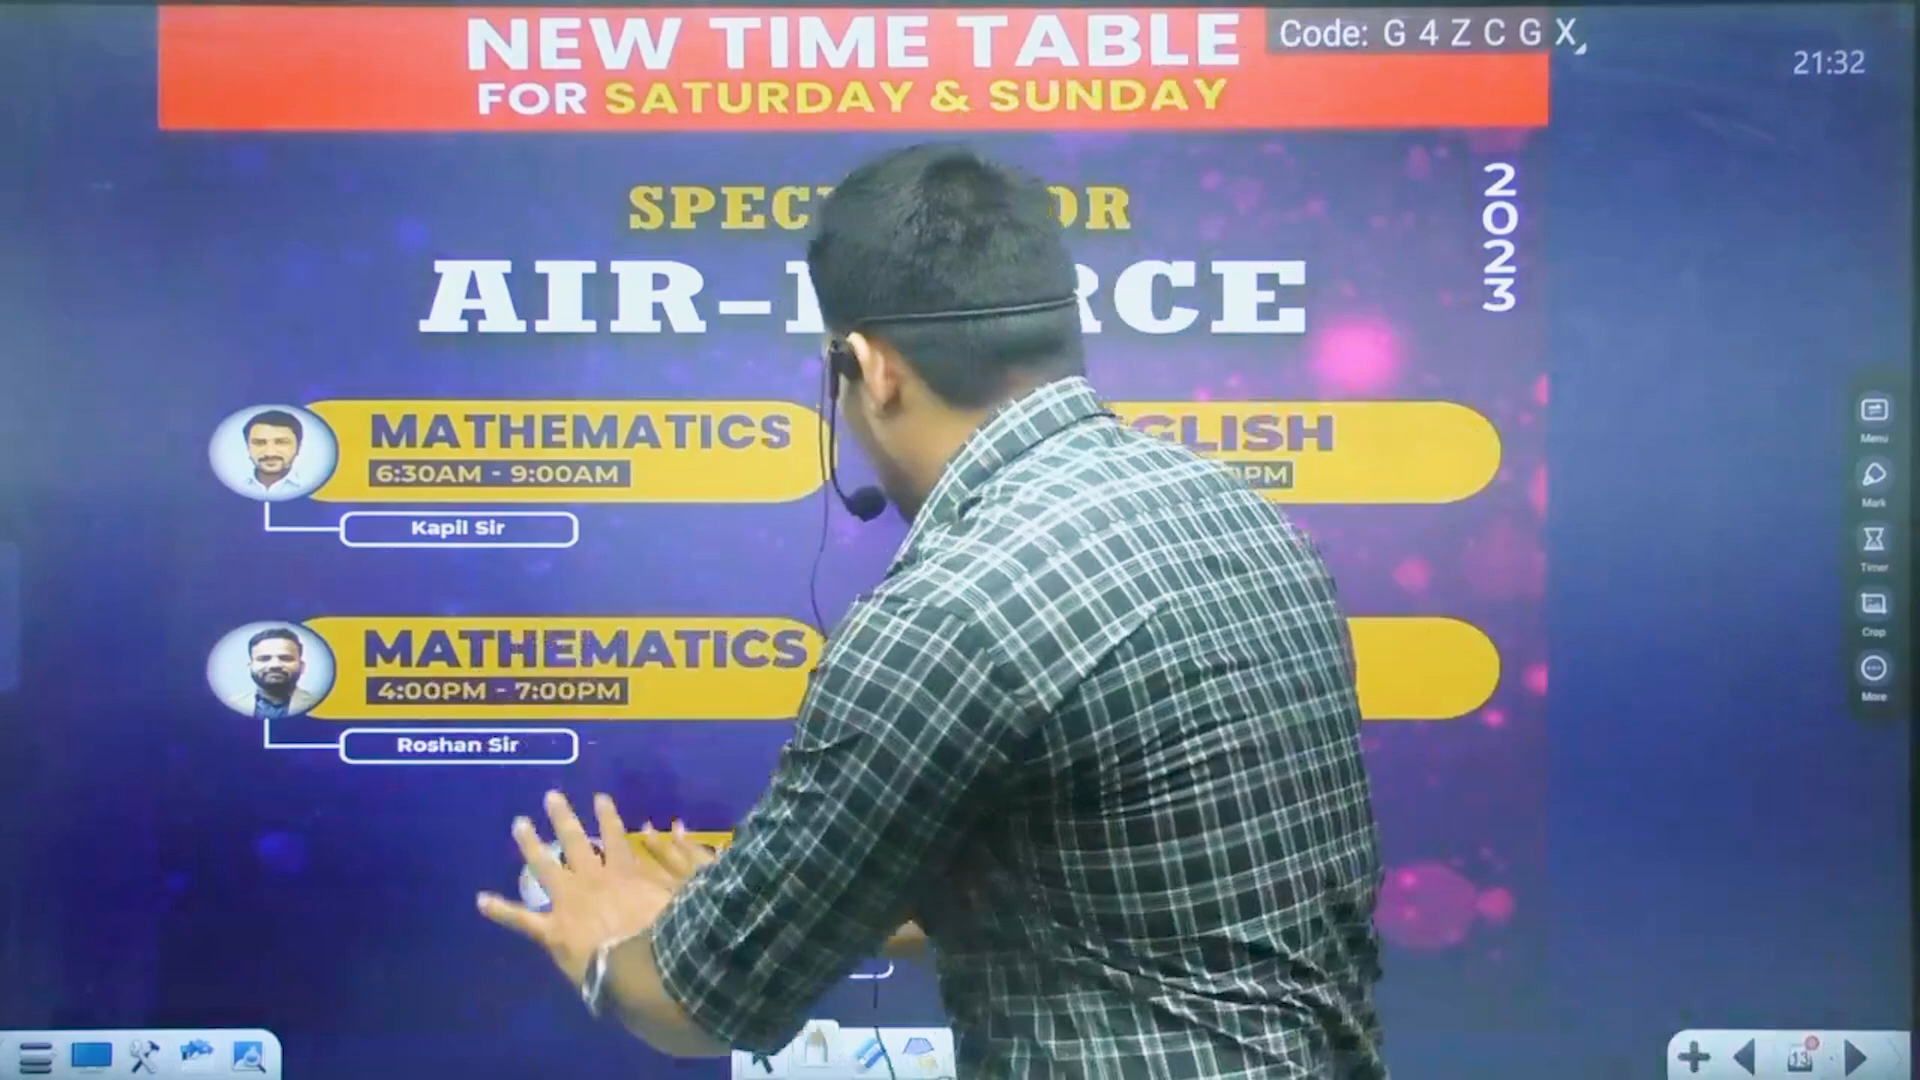 NEW TIME TABLE
Code: G 4 Z C G X
21:32
FOR SATURDAY & SUNDAY
2023
MATHEMATICS
6:30AM - 9:00AM
Kapil Sir
MATHEMATICS
4:00PM - 7:00PM
Roshan Sir
Menu
Mark
Timer
Crop
More
13